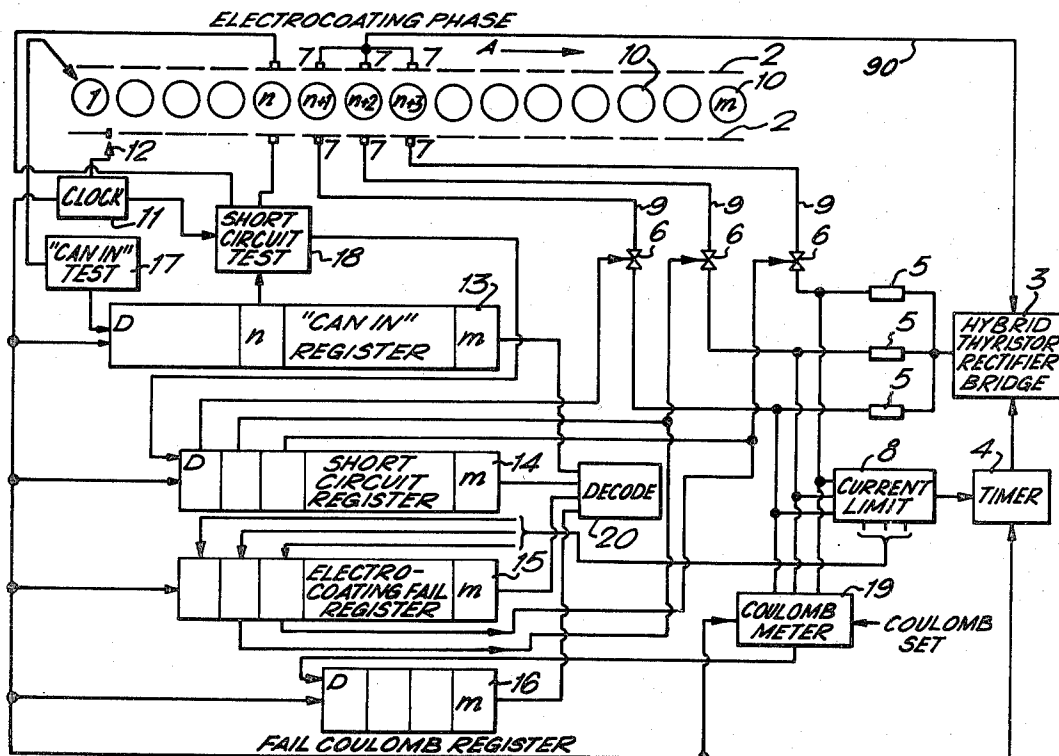 ELECTROCOATING PHASE
7 7 7 A 10 2 90
1 n n+1 n+2 n+3 m 10
2
12 7 7 7
CLOCK
11
SHORT
CIRCUIT
TEST
18
9 9 9
6 6 6
"CAN IN"
TEST 17
13
D n "CAN IN"
REGISTER m
5
5
5
3
HYBRID
THYRISTOR
RECTIFIER
BRIDGE
D SHORT
CIRCUIT
REGISTER m 14
DECODE
20
8
CURRENT
LIMIT
4
TIMER
ELECTRO-
COATING FAIL
REGISTER m 15
19
COULOMB
METER
COULOMB
SET
D m 16
FAIL COULOMB REGISTER